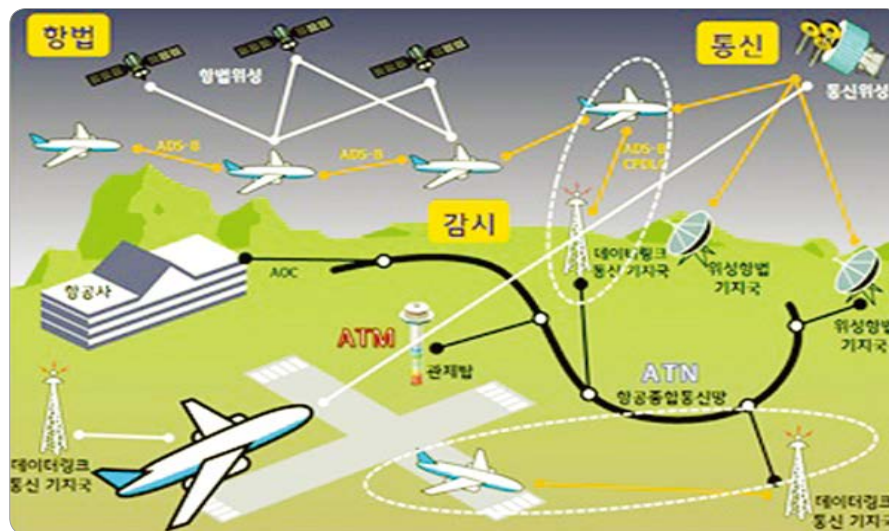 항법
통신
항법위성
통신위성
ADS-B
ADS-B
ADS-B
CPDLC
감시
데이터링크
통신 기지국
위성항법
기지국
항공사
AOC
위성항법
기지국
ATM
관제탑
ATN
항공종합통신망
데이터링크
통신 기지국
데이터링크
통신 기지국